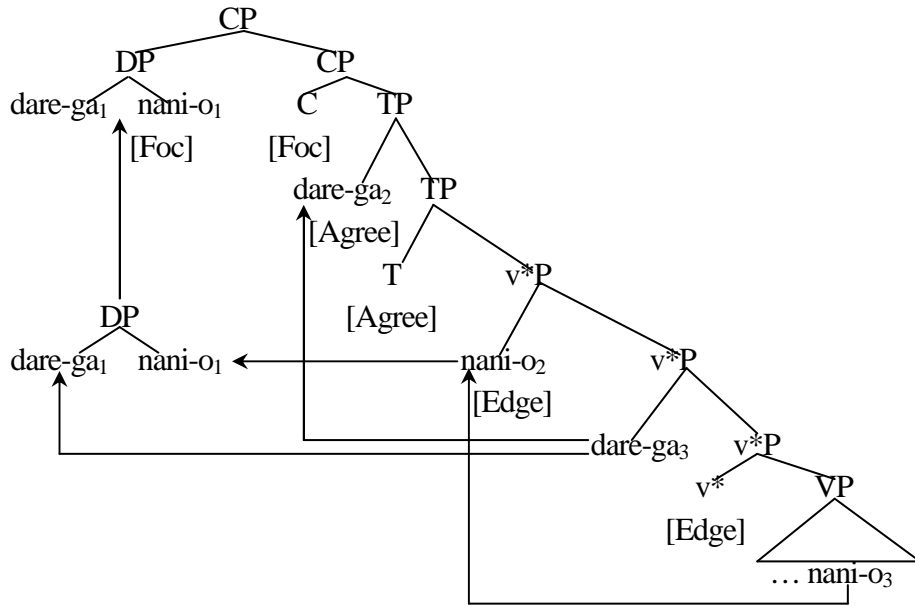 CP
DP CP
dare-ga₁ nani-o₁ C TP
[Foc] [Foc]
dare-ga₂ TP
[Agree]
T v*P
[Agree]
DP
dare-ga₁ nani-o₁ nani-o₂ v*P
[Edge]
dare-ga₃ v*P
v* VP
[Edge]
… nani-o₃